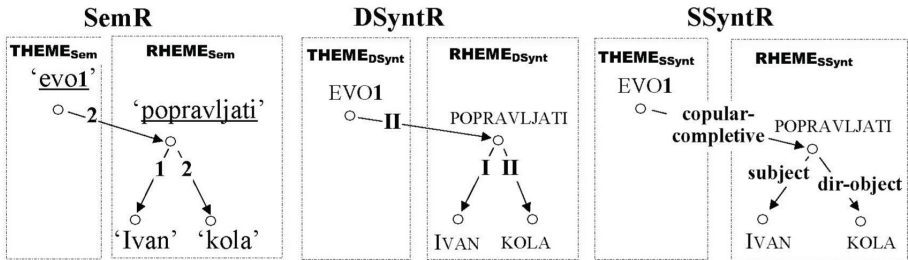 SemR
THEMESem
RHEMESem
‘evo1’
2
‘popravljati’
1 2
‘Ivan’ ‘kola’
DSyntR
THEMEDSynt
RHEMEDSynt
EVO1
II
POPRAVLJATI
I II
IVAN KOLA
SSyntR
THEMESSynt
RHEMESSynt
EVO1
copular-
completive
POPRAVLJATI
subject
dir-object
IVAN KOLA